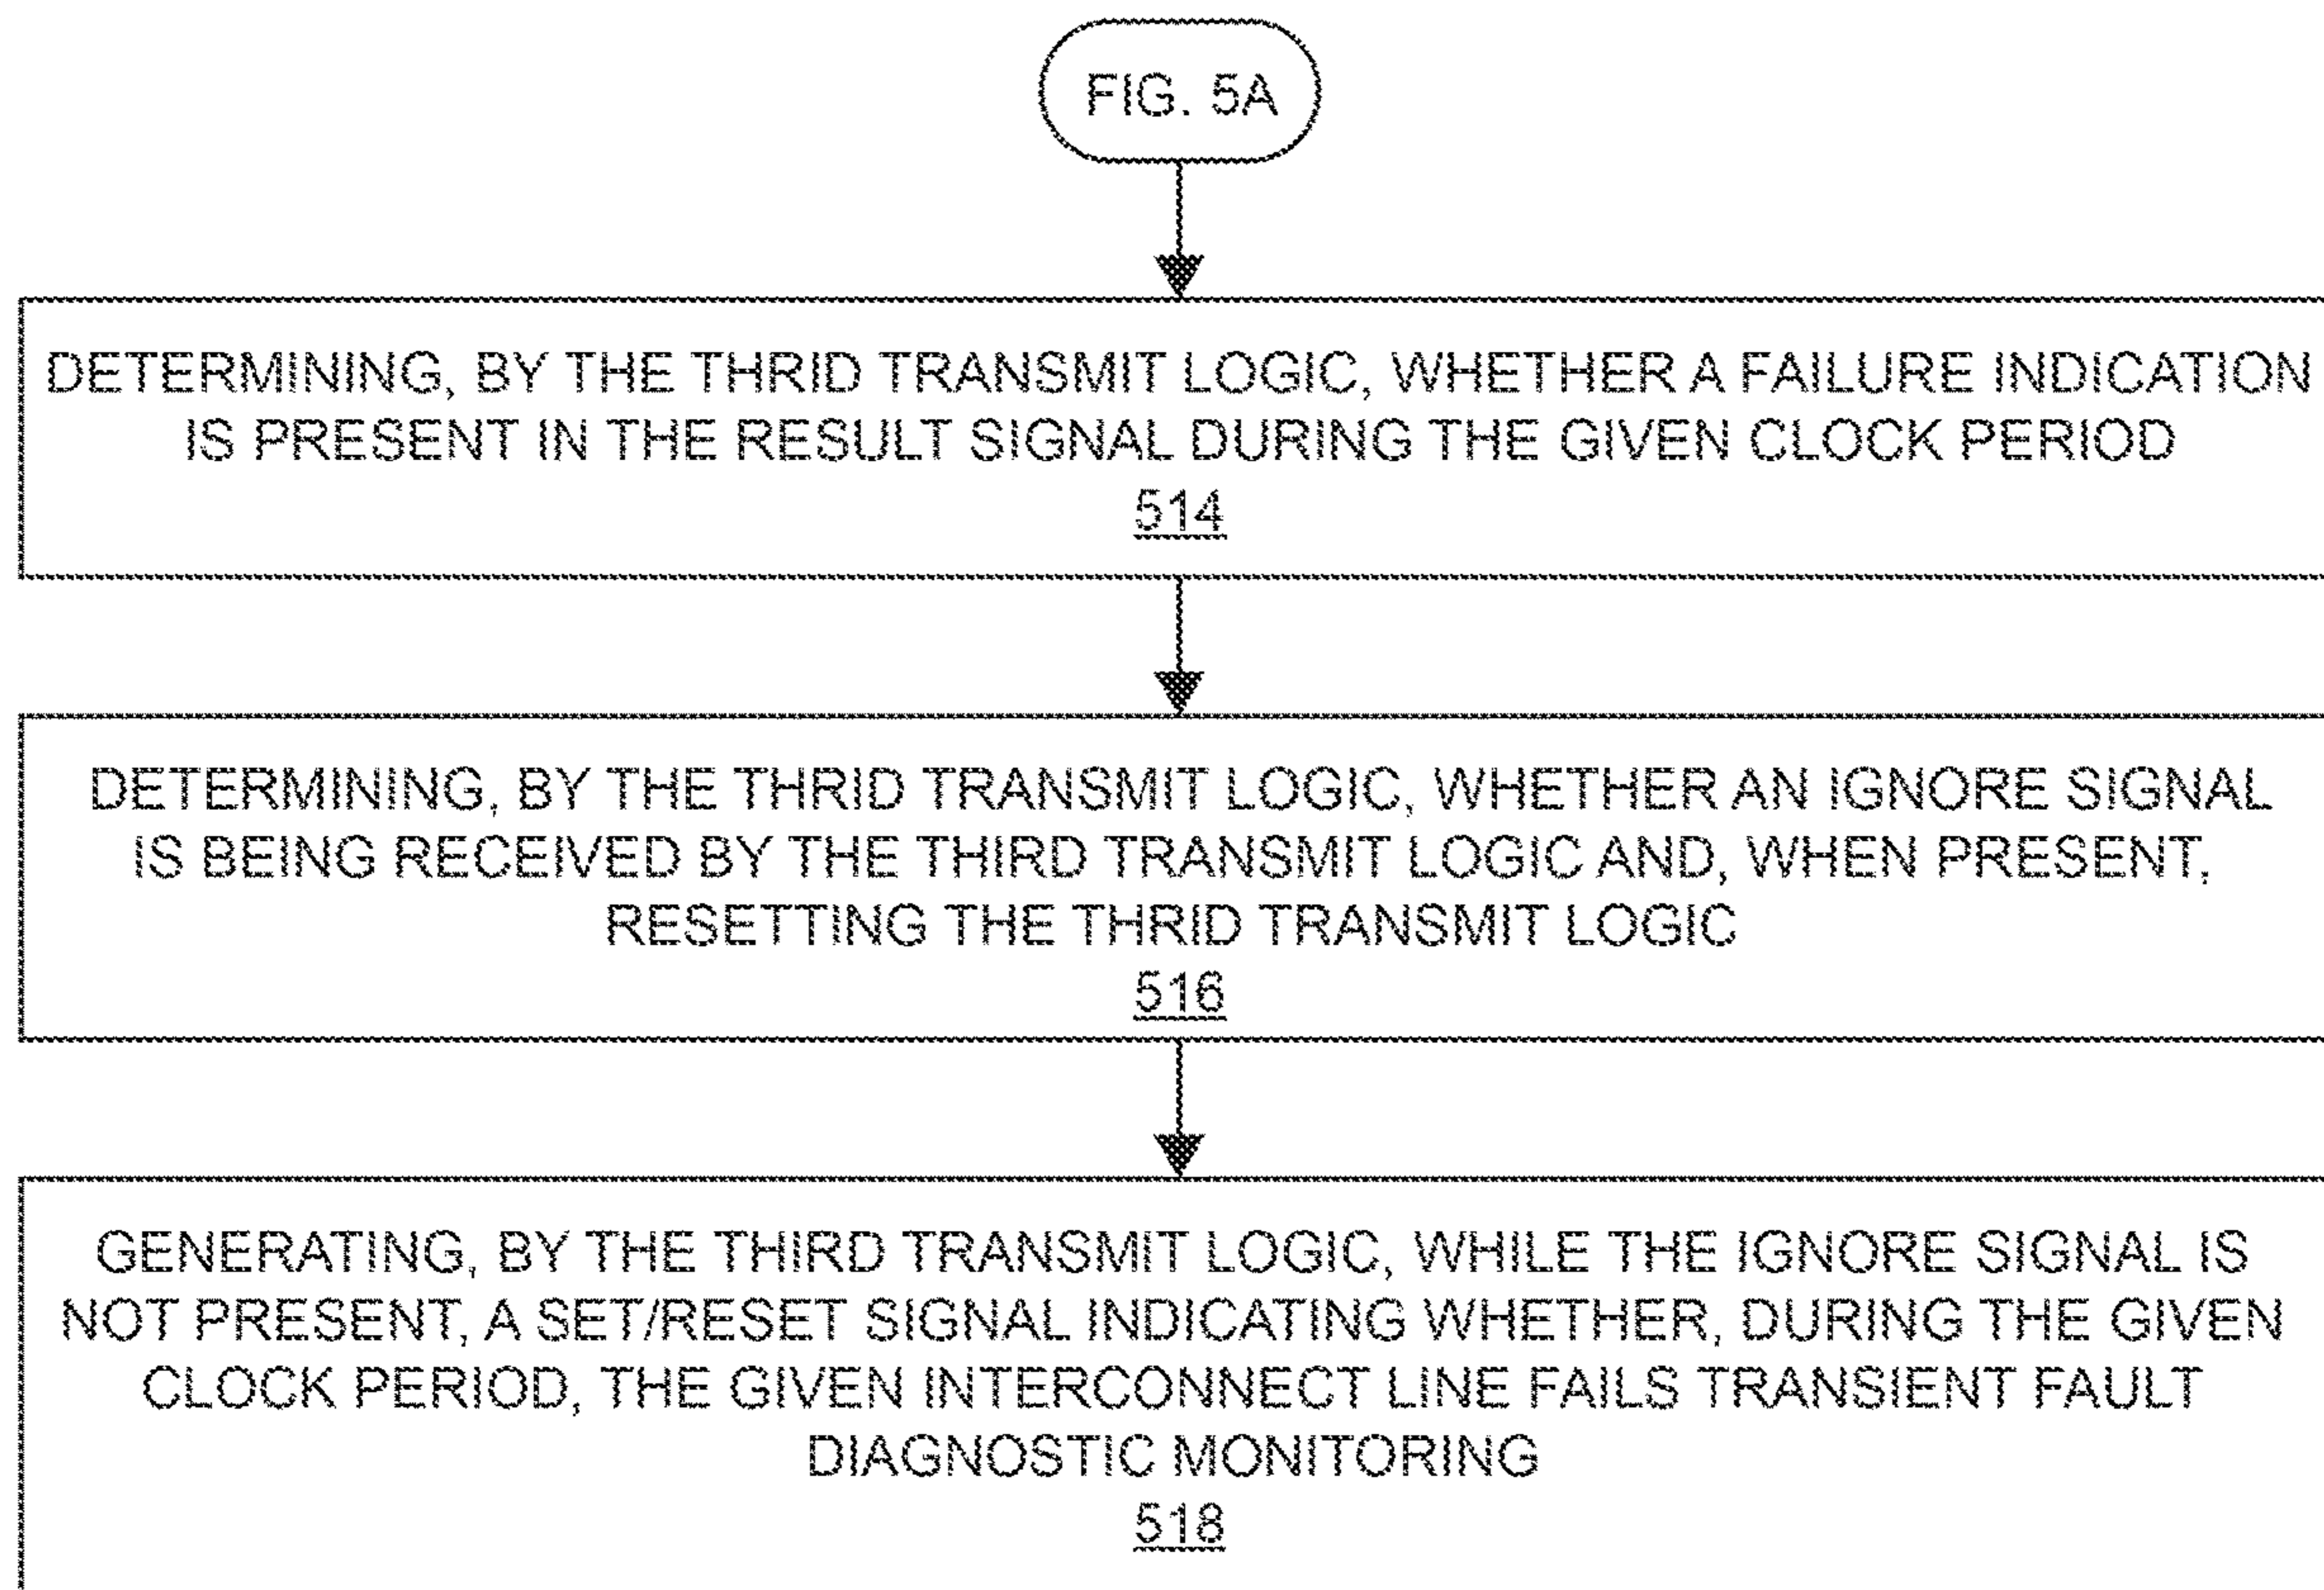 FIG. 5A
DETERMINING, BY THE THRID TRANSMIT LOGIC, WHETHER A FAILURE INDICATION
IS PRESENT IN THE RESULT SIGNAL DURING THE GIVEN CLOCK PERIOD
514
DETERMINING, BY THE THRID TRANSMIT LOGIC, WHETHER AN IGNORE SIGNAL
IS BEING RECEIVED BY THE THIRD TRANSMIT LOGIC AND, WHEN PRESENT,
RESETTING THE THRID TRANSMIT LOGIC
516
GENERATING, BY THE THIRD TRANSMIT LOGIC, WHILE THE IGNORE SIGNAL IS
NOT PRESENT, A SET/RESET SIGNAL INDICATING WHETHER, DURING THE GIVEN
CLOCK PERIOD, THE GIVEN INTERCONNECT LINE FAILS TRANSIENT FAULT
DIAGNOSTIC MONITORING
518